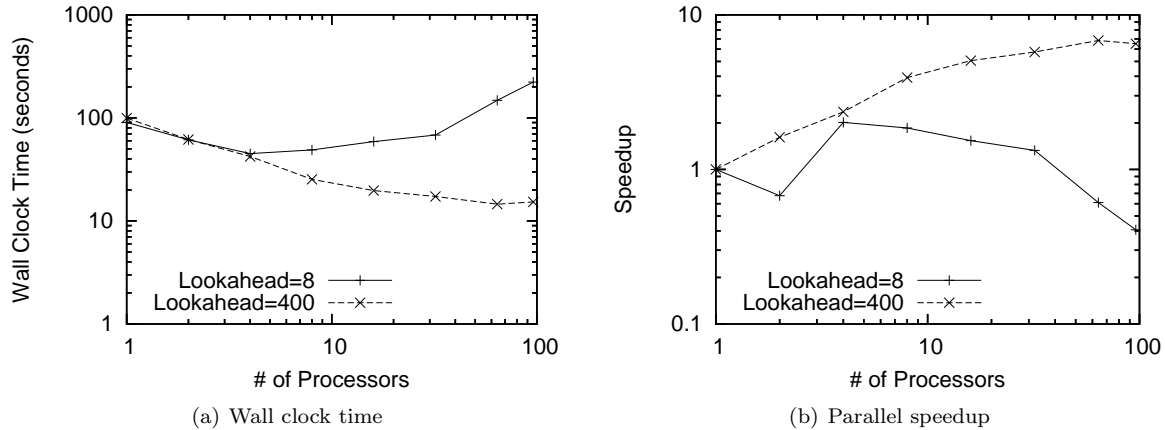 1000
100
10
1
Wall Clock Time (seconds)
Lookahead=8
Lookahead=400
1 10 100
# of Processors
(a) Wall clock time
10
1
0.1
Speedup
Lookahead=8
Lookahead=400
1 10 100
# of Processors
(b) Parallel speedup